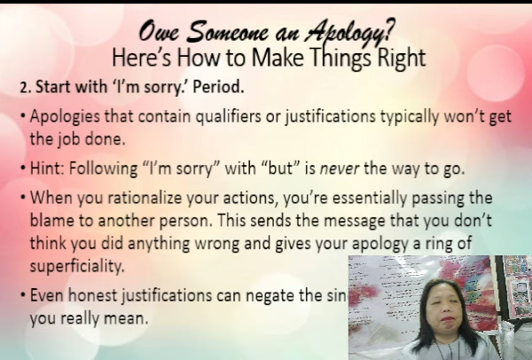 Owe Someone an Apology?
Here's How to Make Things Right
2. Start with 'I'm sorry.' Period.
• Apologies that contain qualifiers or justifications typically won't get
the job done.
• Hint: Following "I'm sorry" with "but" is never the way to go.
• When you rationalize your actions, you're essentially passing the
blame to another person. This sends the message that you don't
think you did anything wrong and gives your apology a ring of
superficiality.
• Even honest justifications can negate the sin
you really mean.